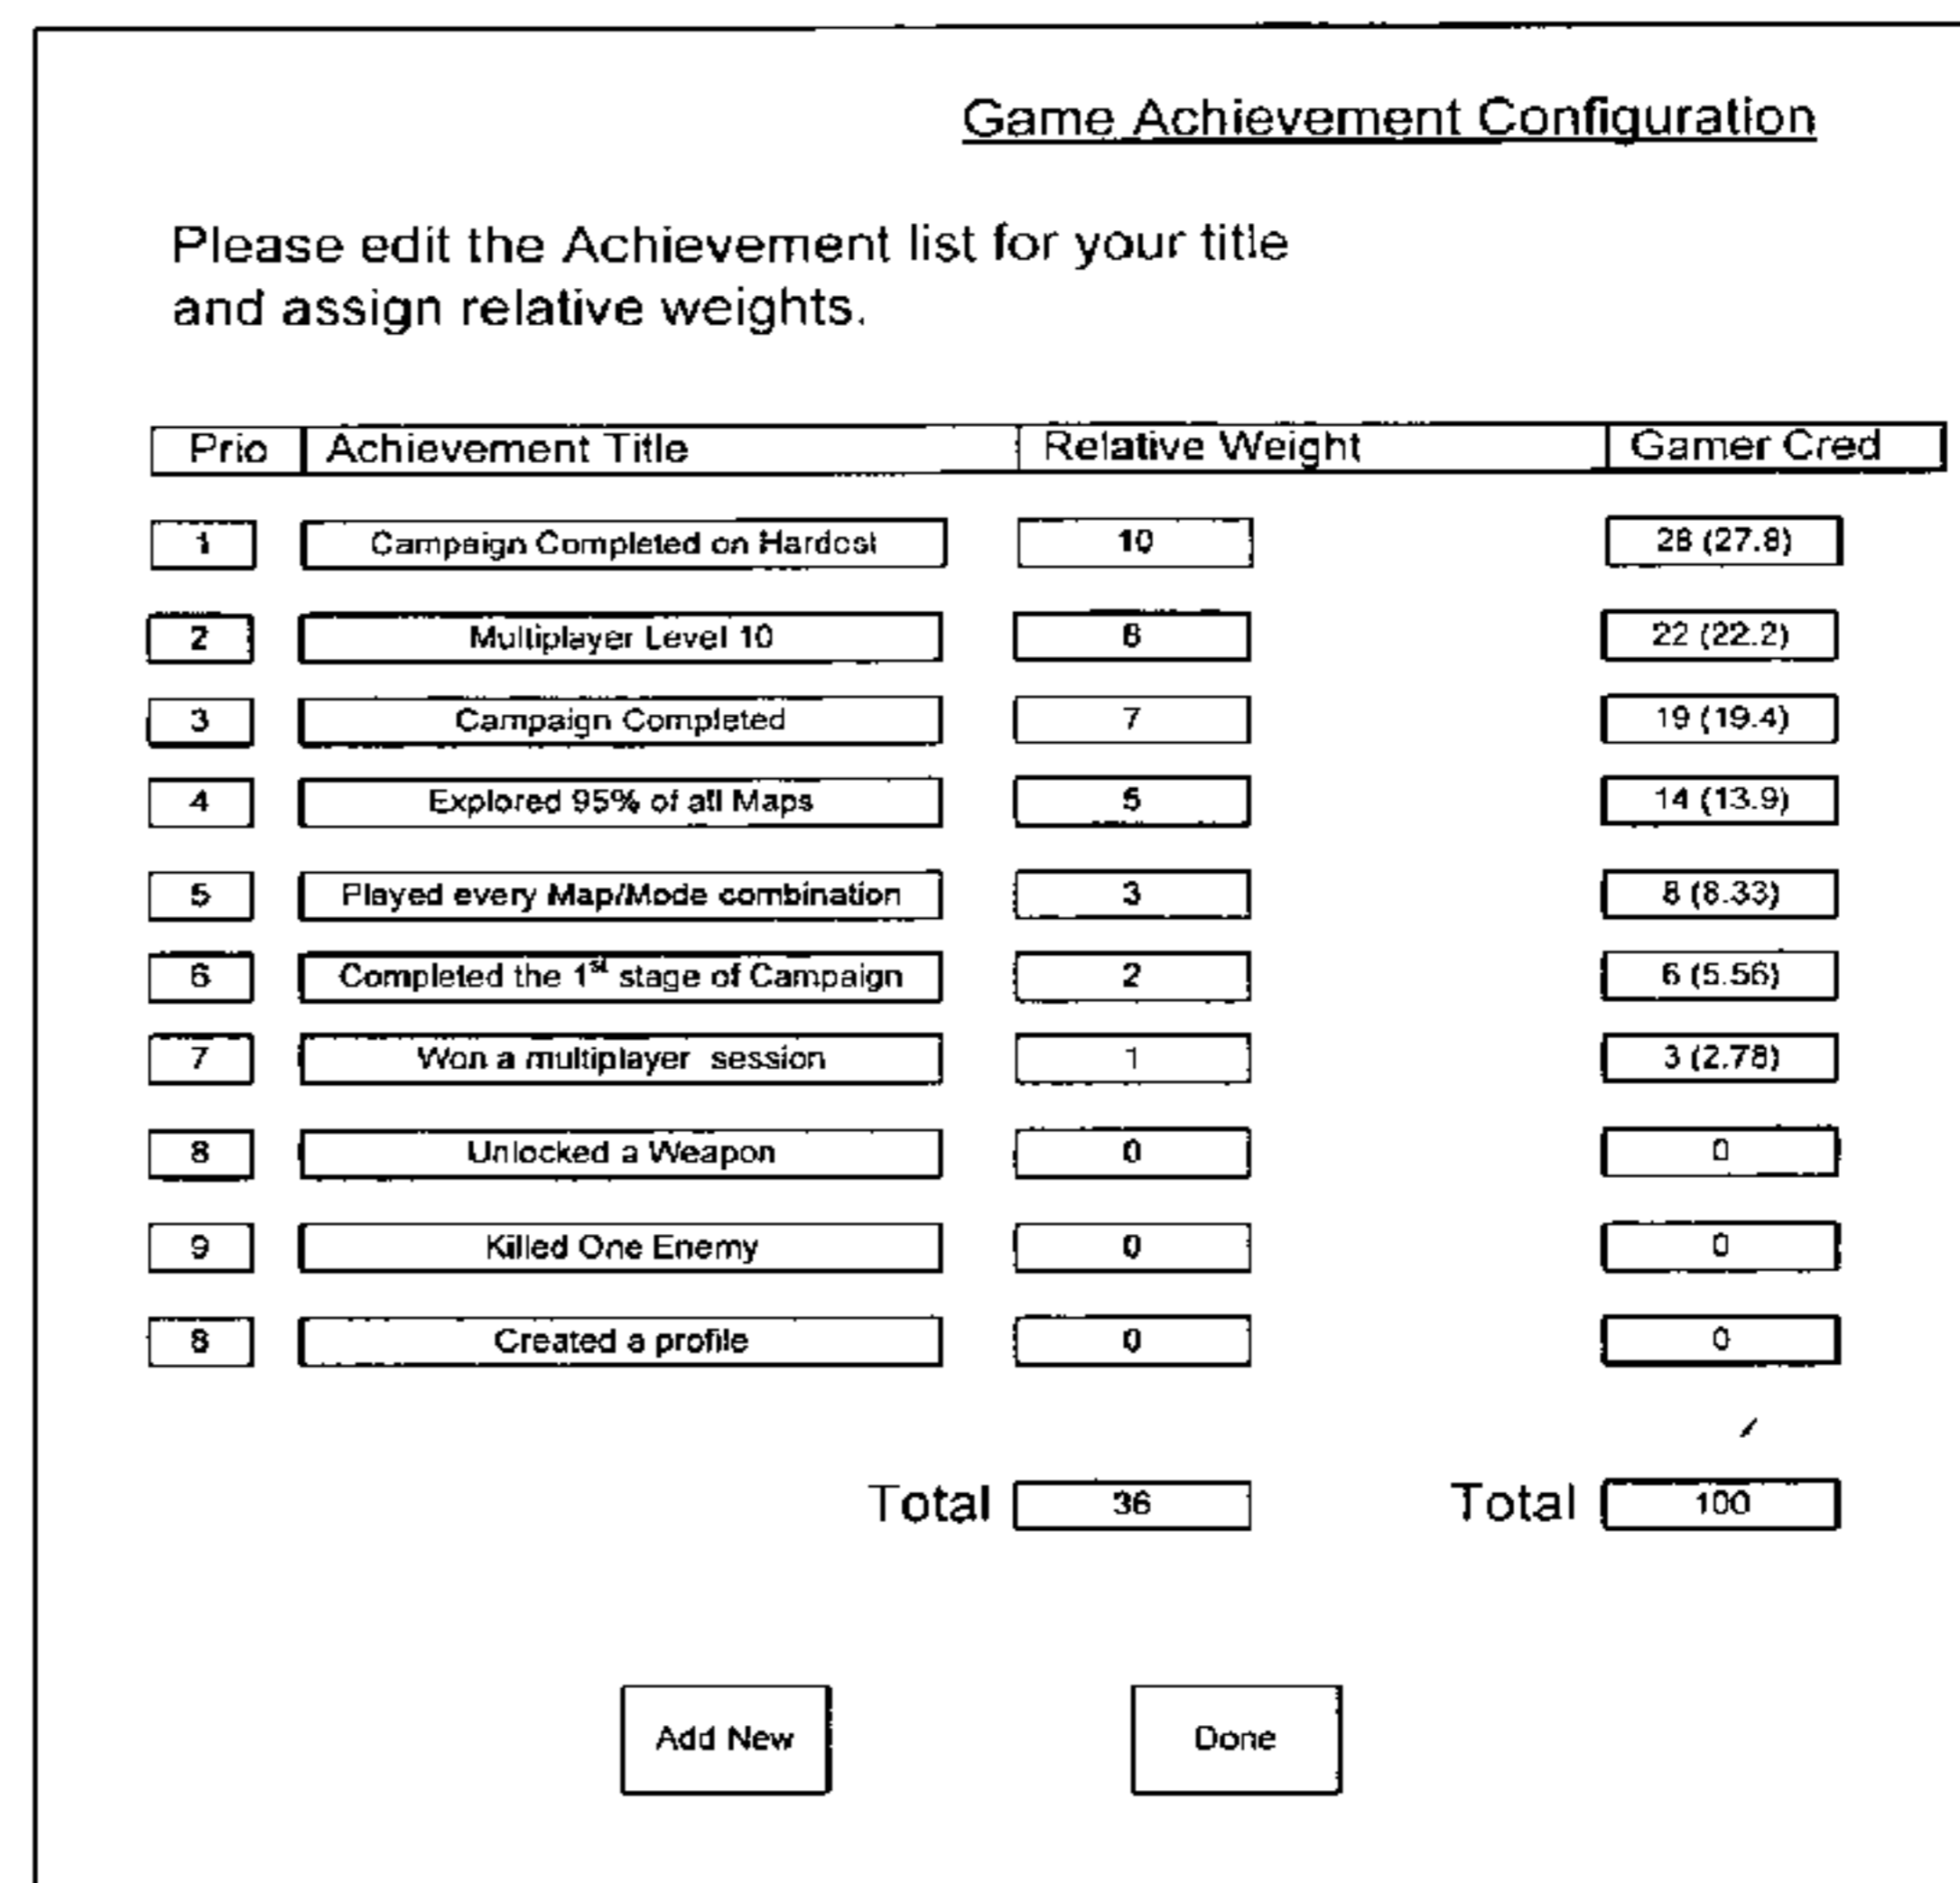 Game Achievement Configuration
Please edit the Achievement list for your title
and assign relative weights.
Prio Achievement Title Relative Weight Gamer Cred
1 Campaign Completed on Hardest 10 28 (27.8)
2 Multiplayer Level 10 8 22 (22.2)
3 Campaign Completed 7 19 (19.4)
4 Explored 95% of all Maps 5 14 (13.9)
5 Played every Map/Mode combination 3 8 (8.33)
6 Completed the 1st stage of Campaign 2 6 (5.56)
7 Won a multiplayer session 1 3 (2.78)
8 Unlocked a Weapon 0 0
9 Killed One Enemy 0 0
8 Created a profile 0 0
Total 36 Total 100
Add New Done